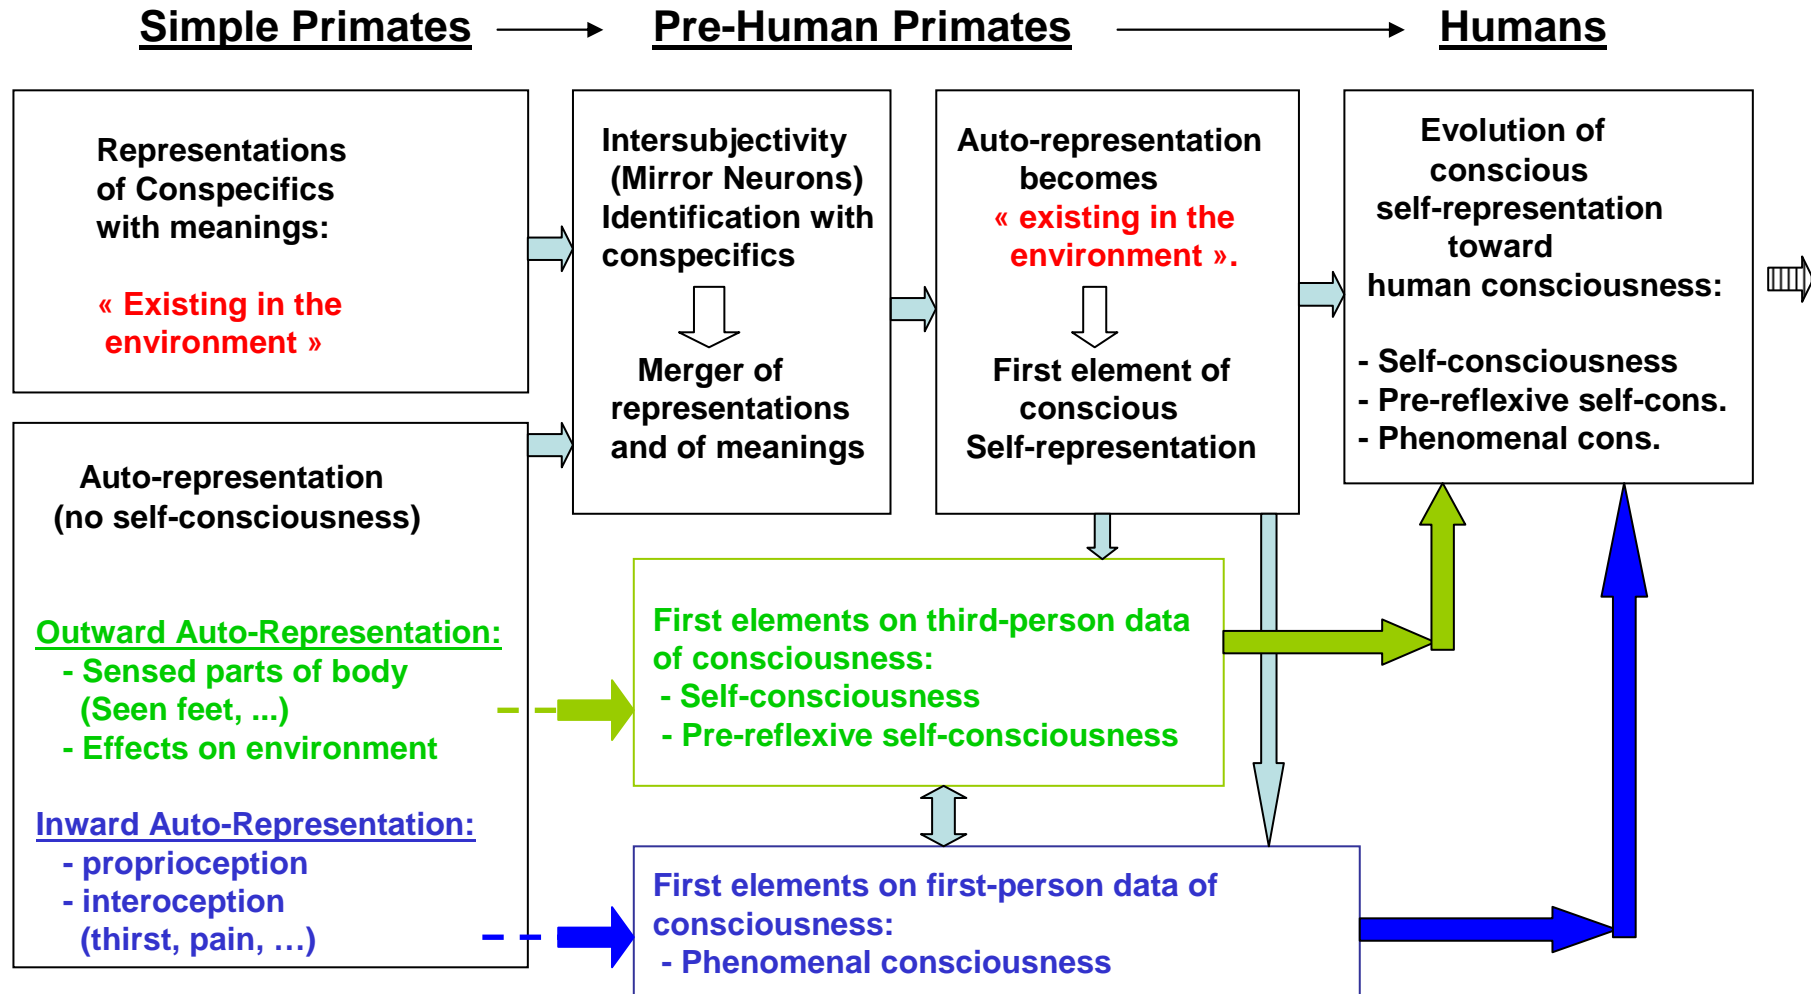 Simple Primates
Pre-Human Primates
Humans
Representations
of Conspecifics
with meanings:
« Existing in the
environment »
Auto-representation
(no self-consciousness)
Outward Auto-Representation:
- Sensed parts of body
(Seen feet, ...)
- Effects on environment
Inward Auto-Representation:
- proprioception
- interoception
(thirst, pain, …)
Intersubjectivity
(Mirror Neurons)
Identification with
conspecifics
Merger of
representations
and of meanings
Auto-representation
becomes
« existing in the
environment ».
First element of
conscious
Self-representation
First elements on third-person data
of consciousness:
- Self-consciousness
- Pre-reflexive self-consciousness
First elements on first-person data of
consciousness:
- Phenomenal consciousness
Evolution of
conscious
self-representation
toward
human consciousness:
- Self-consciousness
- Pre-reflexive self-cons.
- Phenomenal cons.